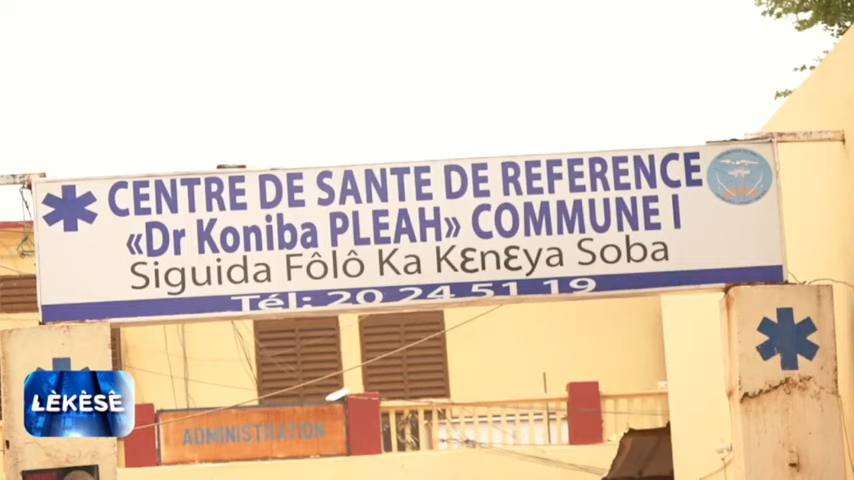 CENTRE DE SANTE DE REFERENCE
«Dr Koniba PLEAH» COMMUNE I
Siguida Fôlô Ka Kɛnɛya Soba
Tél: 20 24 51 19
ADMINISTRATION
LÈKÈSÈ